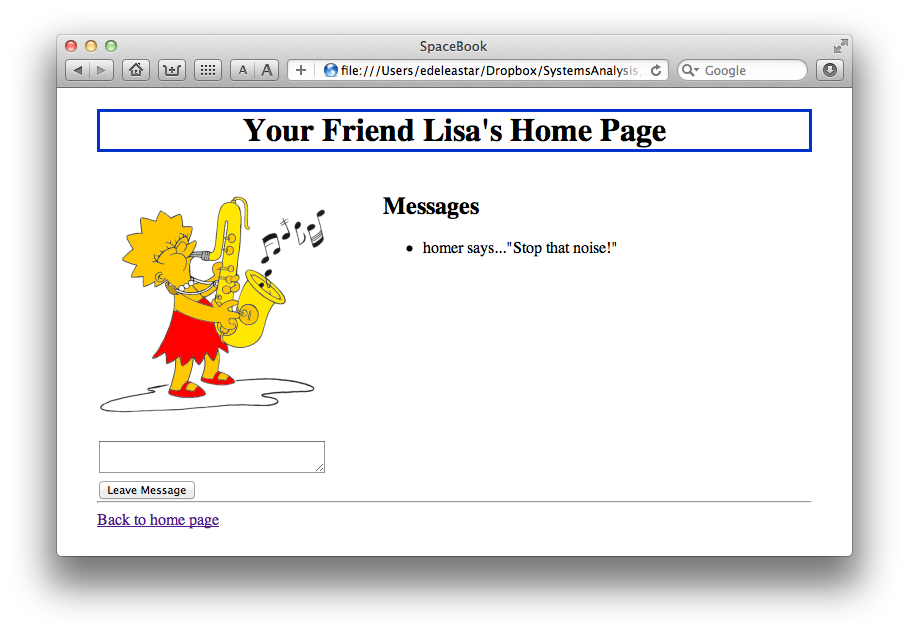 SpaceBook
A A
file:///Users/edeleastar/Dropbox/SystemsAnalysis,
Google
Your Friend Lisa's Home Page
Messages
• homer says..."Stop that noise!"
Leave Message
Back to home page